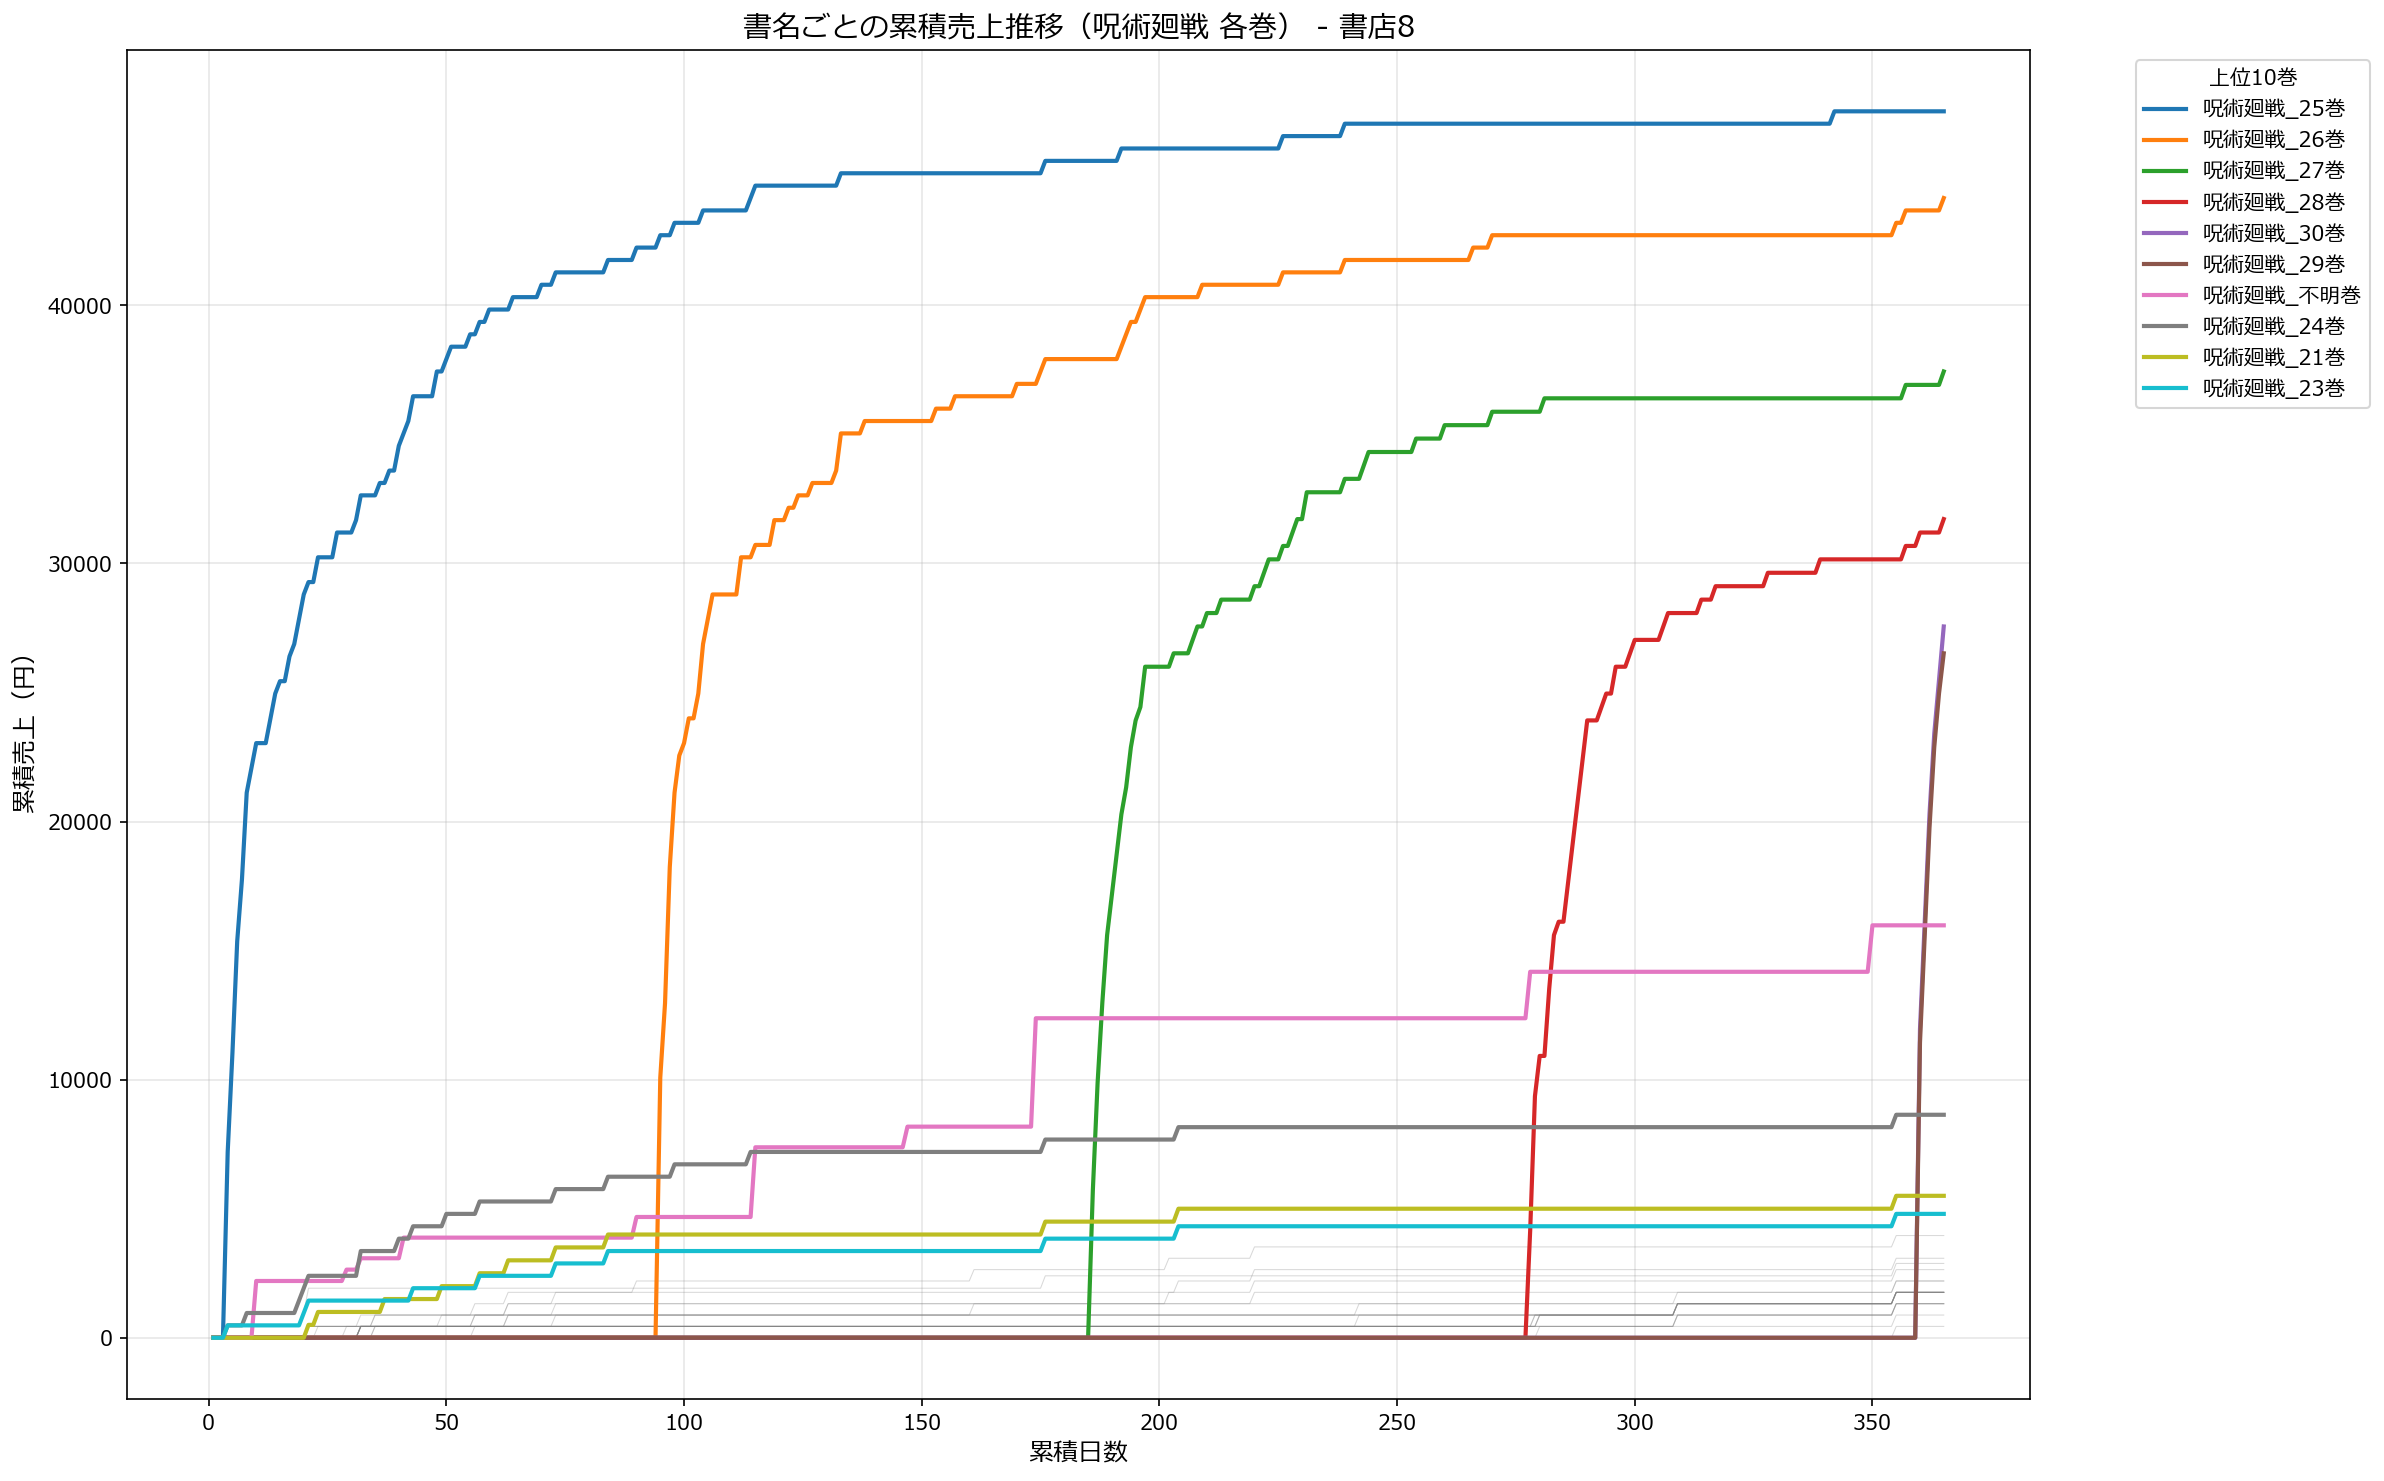 書名ごとの累積売上推移（呪術廻戦 各巻） - 書店8
上位10巻
呪術廻戦_25巻
呪術廻戦_26巻
呪術廻戦_27巻
呪術廻戦_28巻
呪術廻戦_30巻
呪術廻戦_29巻
呪術廻戦_不明巻
呪術廻戦_24巻
呪術廻戦_21巻
呪術廻戦_23巻
累積売上（円）
40000
30000
20000
10000
0
0 50 100 150 200 250 300 350
累積日数